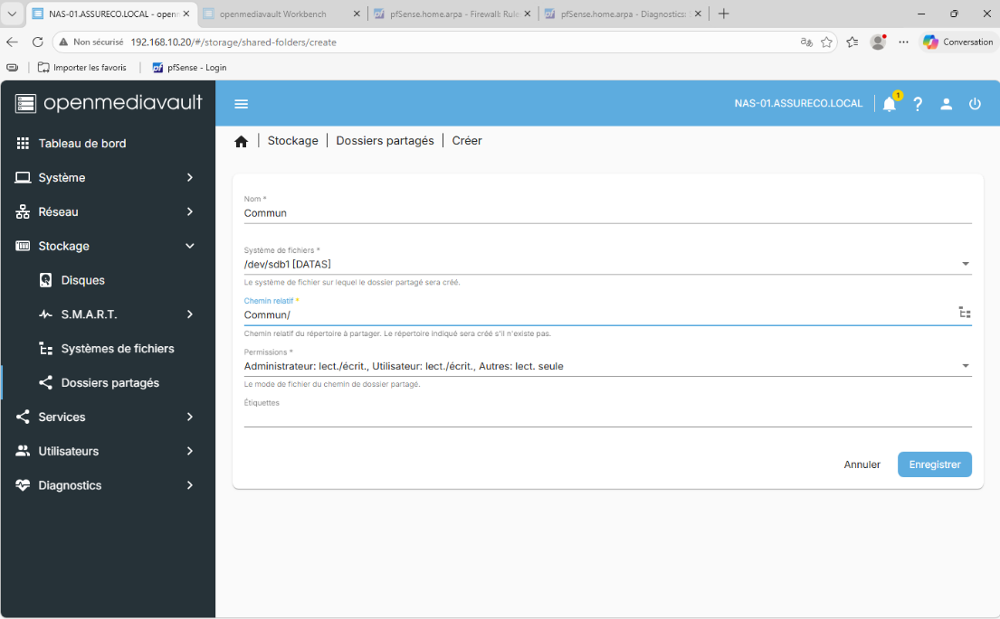 NAS-01.ASSURECO.LOCAL - openm
openmediavault Workbench
pfSense.home.arpa - Firewall: Rule
pfSense.home.arpa - Diagnostics:
Non sécurisé 192.168.10.20/#/storage/shared-folders/create
Conversation
Importer les favoris
pfSense - Login
openmediavault
NAS-01.ASSURECO.LOCAL
1
Tableau de bord
Système
Réseau
Stockage
Disques
S.M.A.R.T.
Systèmes de fichiers
Dossiers partagés
Services
Utilisateurs
Diagnostics
Stockage | Dossiers partagés | Créer
Nom *
Commun
Système de fichiers *
/dev/sdb1 [DATAS]
Le système de fichier sur lequel le dossier partagé sera créé.
Chemin relatif *
Commun/
Chemin relatif du répertoire à partager. Le répertoire indiqué sera créé s'il n'existe pas.
Permissions *
Administrateur: lect./écrit., Utilisateur: lect./écrit., Autres: lect. seule
Le mode de fichier du chemin de dossier partagé.
Étiquettes
Annuler
Enregistrer